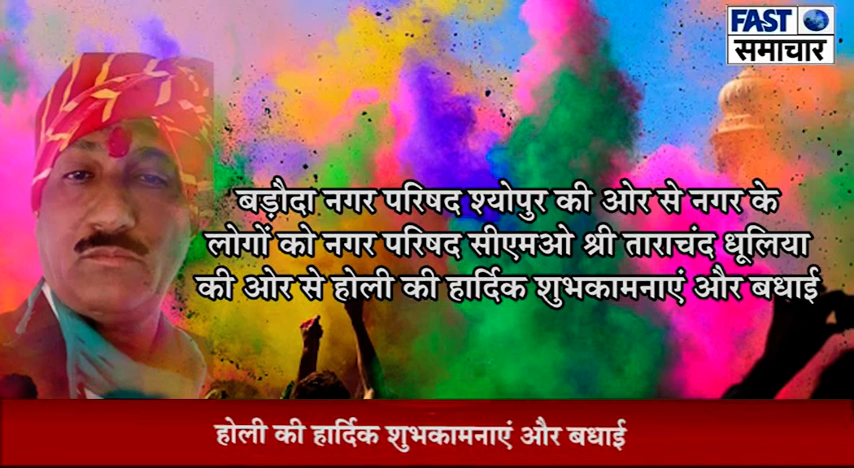 FAST
समाचार
बड़ौदा नगर परिषद श्योपुर की ओर से नगर के
लोगों को नगर परिषद सीएमओ श्री ताराचंद धूलिया
की ओर से होली की हार्दिक शुभकामनाएं और बधाई
होली की हार्दिक शुभकामनाएं और बधाई